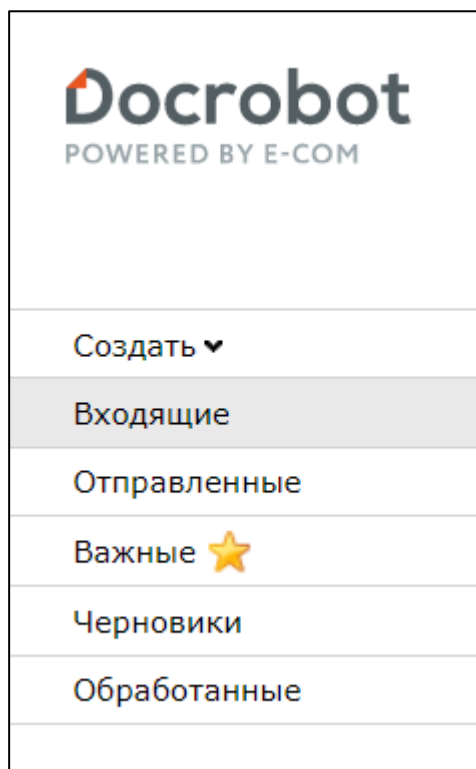 Docrobot
POWERED BY E-COM
Создать
Входящие
Отправленные
Важные
Черновики
Обработанные